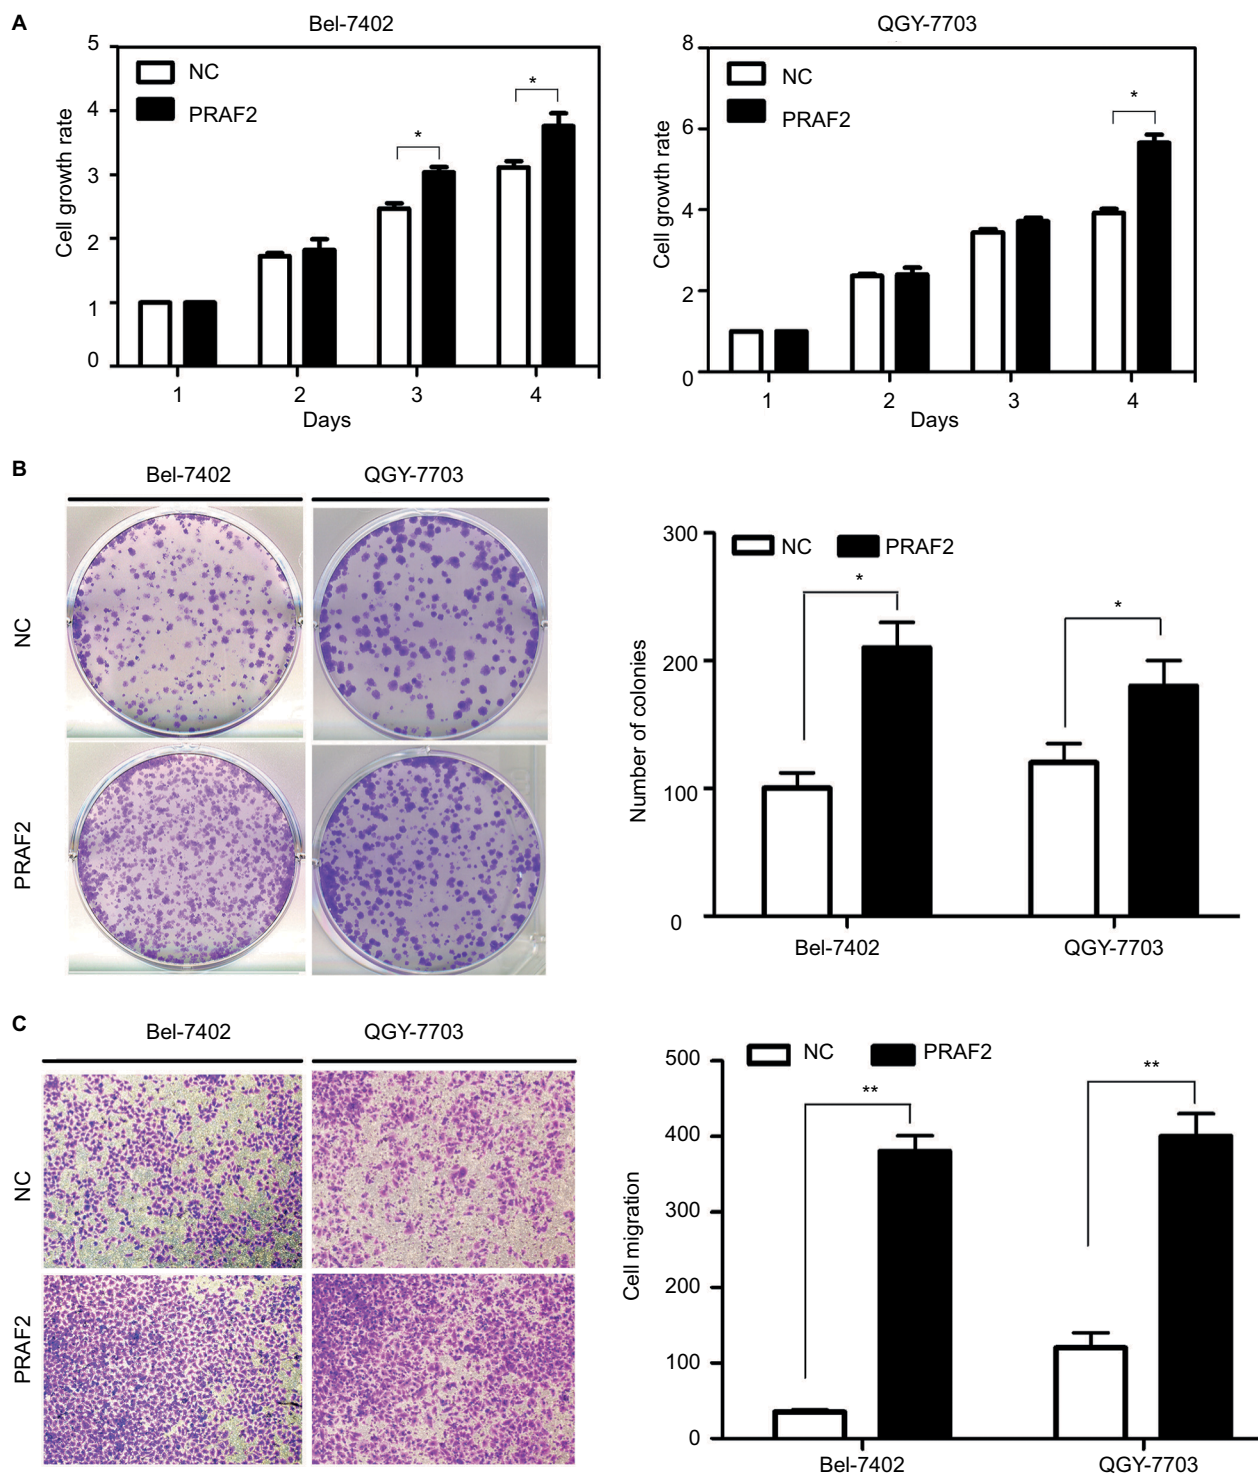 A
Bel-7402
QGY-7703
5
4
3
2
1
0
Cell growth rate
NC
PRAF2
*
*
1
2
3
4
Days
8
6
4
2
0
Cell growth rate
NC
PRAF2
*
1
2
3
4
Days
B
Bel-7402
QGY-7703
NC
PRAF2
300
200
100
0
Number of colonies
NC
PRAF2
*
*
Bel-7402
QGY-7703
C
Bel-7402
QGY-7703
NC
PRAF2
500
400
300
200
100
0
Cell migration
NC
PRAF2
**
**
Bel-7402
QGY-7703